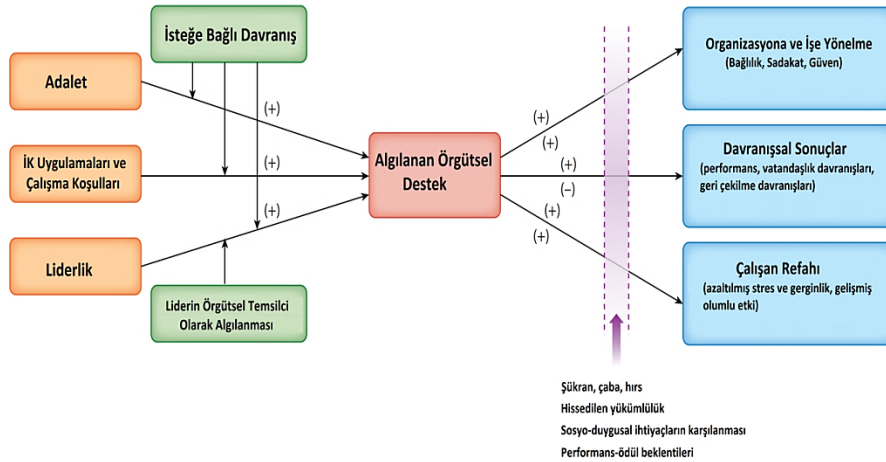 İsteğe Bağlı Davranış
Adalet
(+)
İK Uygulamaları ve
Çalışma Koşulları
(+)
Liderlik
(+)
Liderin Örgütsel Temsilci
Olarak Algılanması
Algılanan Örgütsel
Destek
(+)
(+)
(+)
(−)
(+)
(+)
Organizasyona ve İşe Yönelme
(Bağlılık, Sadakat, Güven)
Davranışsal Sonuçlar
(performans, vatandaşlık davranışları,
geri çekilme davranışları)
Çalışan Refahı
(azaltılmış stres ve gerginlik, gelişmiş
olumlu etki)
Şükran, çaba, hırs
Hissedilen yükümlülük
Sosyo-duygusal ihtiyaçların karşılanması
Performans-ödül beklentileri